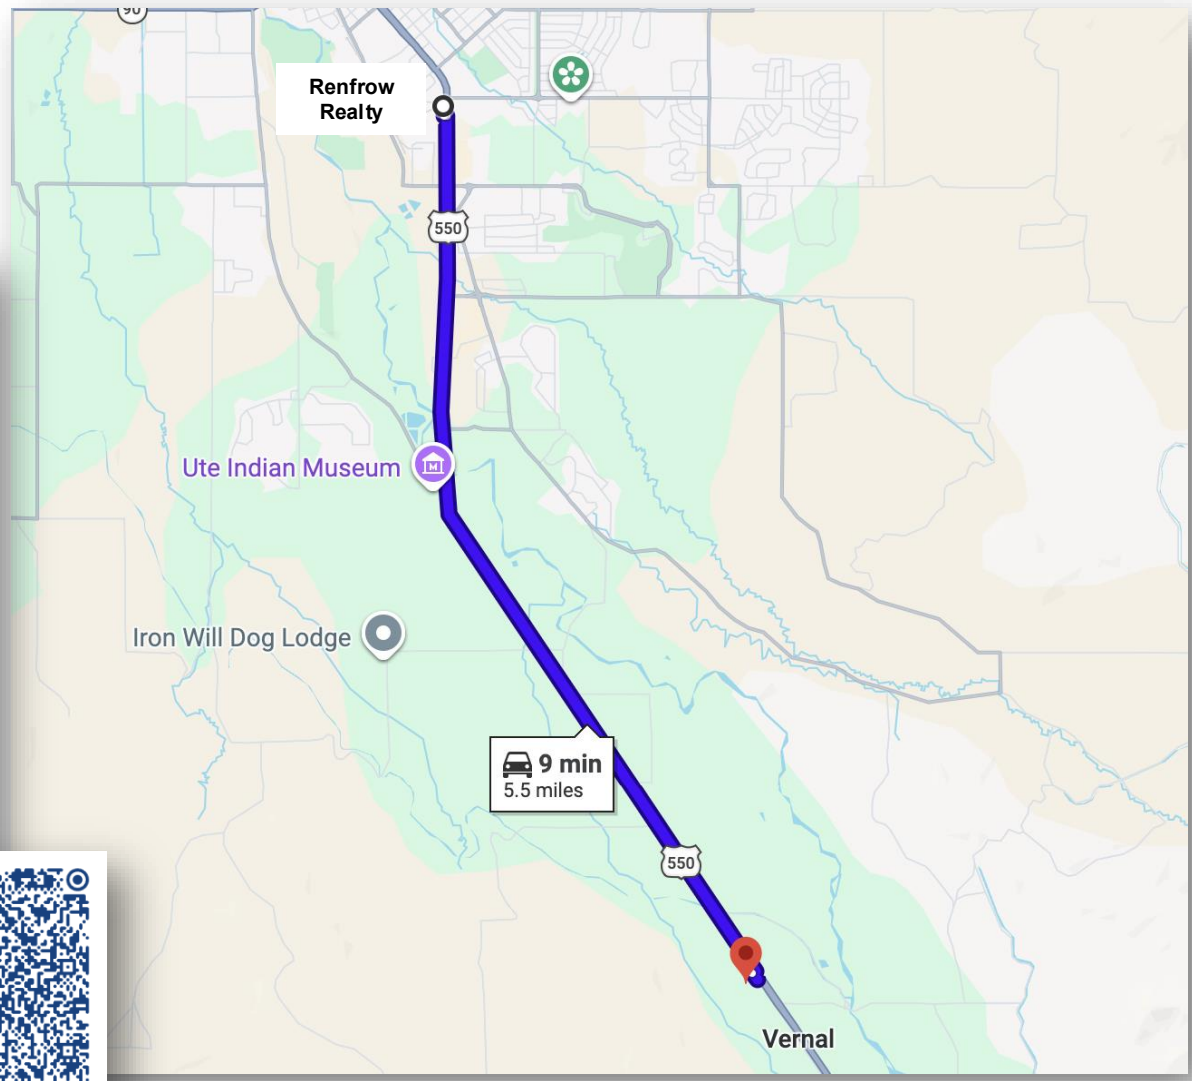 90
Renfrow
Realty
550
Ute Indian Museum
M
Iron Will Dog Lodge
9 min
5.5 miles
550
Vernal